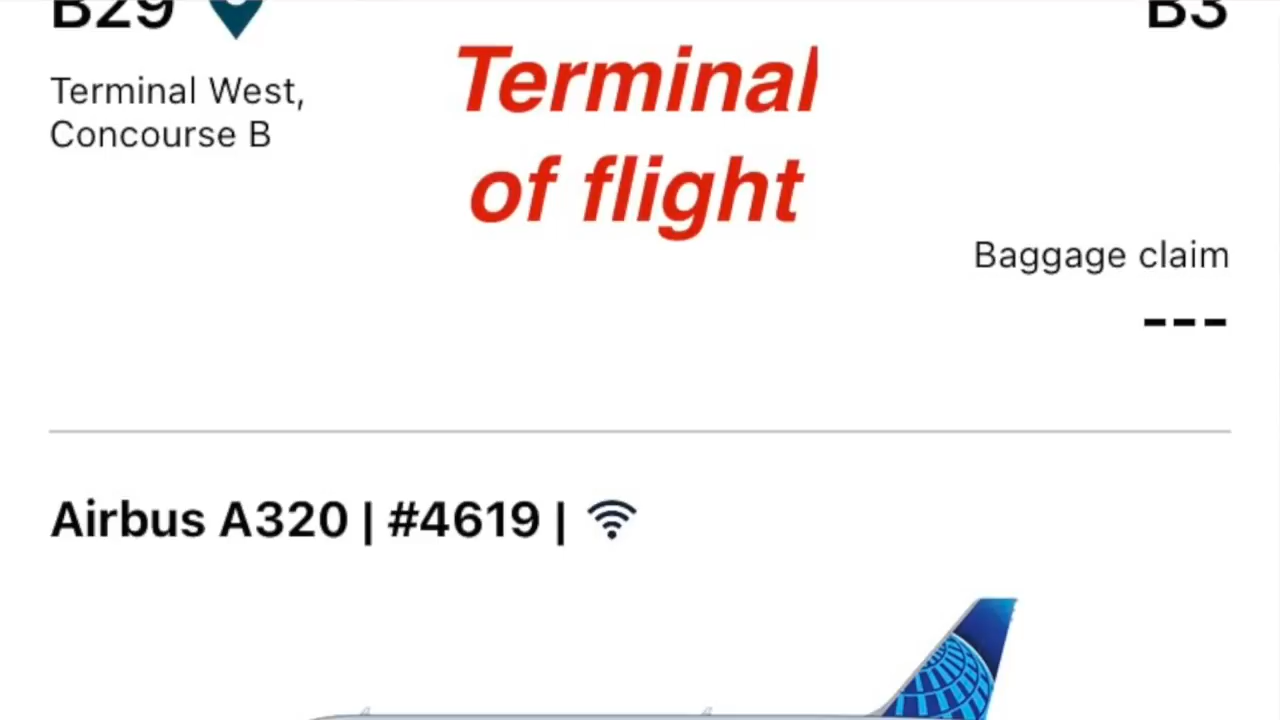 B29
B3
Terminal
of flight
Terminal West,
Concourse B
Baggage claim
---
Airbus A320 | #4619 |